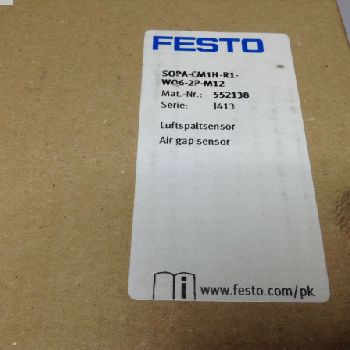 FESTO
SOPA-CM1H-R1-
WQ6-2P-M12
Mat.-Nr.: 552138
Serie: J413
Luftspaltsensor
Air gap sensor
www.festo.com/pk